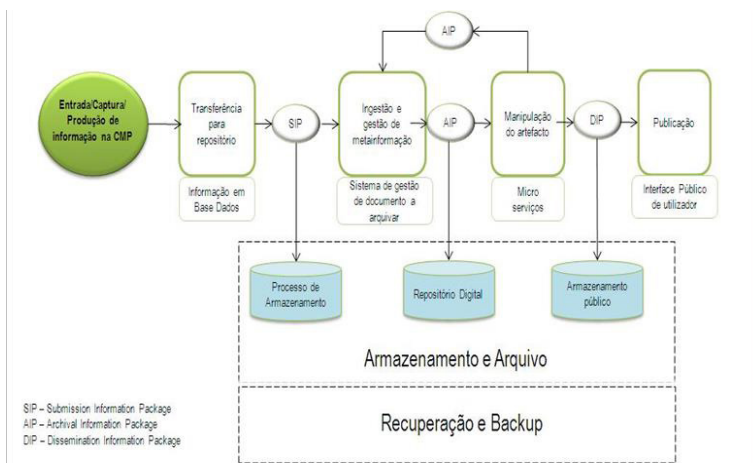 AIP
Entrada/Captura/
Produção de
informação na CMP
Transferência
para
repositório
SIP
Ingestão e
gestão de
metainformação
AIP
Manipulação
do artefacto
DIP
Publicação
Informação em
Base Dados
Sistema de gestão
de documento a
arquivar
Micro
serviços
Interface Público
de utilizador
Processo de
Armazenamento
Repositório Digital
Armazenamento
público
Armazenamento e Arquivo
Recuperação e Backup
SIP – Submission Information Package
AIP – Archival Information Package
DIP – Dissemination Information Package